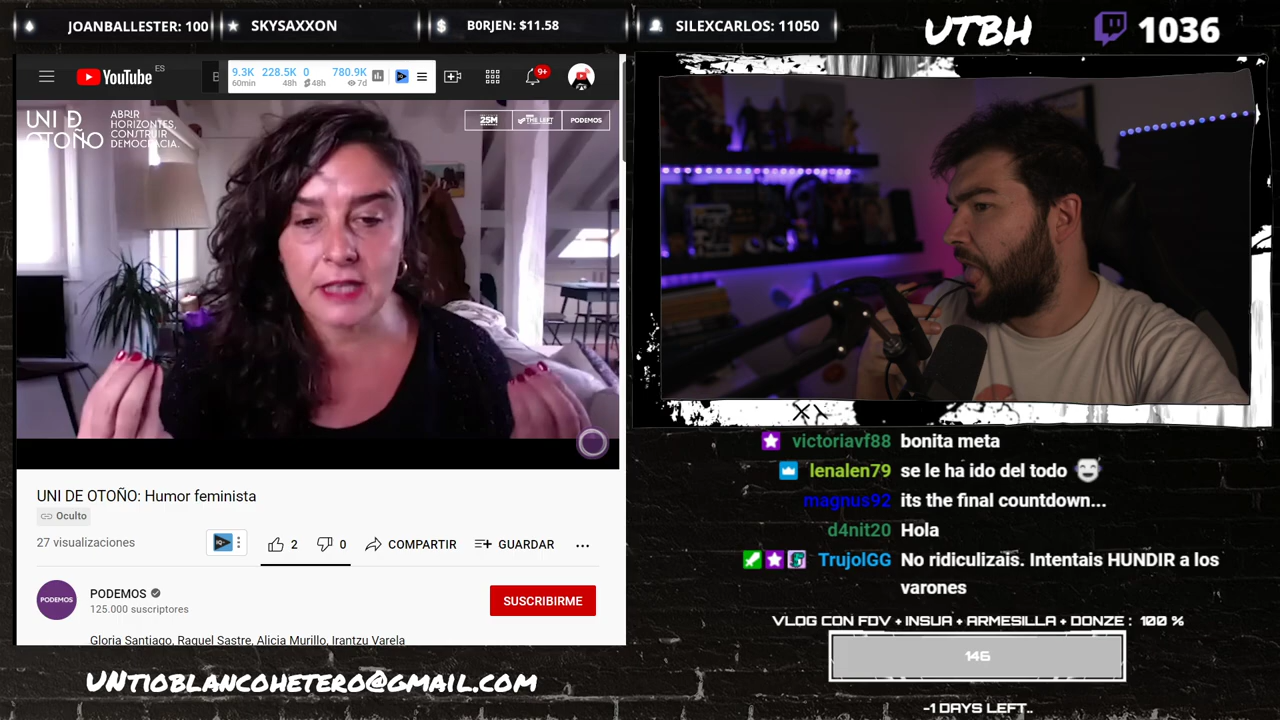 JOANBALLESTER: 100
SKYSAXXON
B0RJEN: $11.58
SILEXCARLOS: 11050
UTBH
1036
YouTube
ES
9.3K 228.5K 0 780.9K
60min 48h 48h 7d
9+
UNI D OTOÑO
ABRIR
HORIZONTES,
CONSTRUIR
DEMOCRACIA.
25M
THE LEFT
PODEMOS
UNI DE OTOÑO: Humor feminista
Oculto
27 visualizaciones
2
0
COMPARTIR
GUARDAR
PODEMOS
PODEMOS
125.000 suscriptores
SUSCRIBIRME
Gloria Santiago, Raquel Sastre, Alicia Murillo, Irantzu Varela
UNTIOBLANCOHETERO@GMAIL.COM
victoriavf88 bonita meta
lenalen79 se le ha ido del todo
magnus92 its the final countdown...
d4nit20 Hola
TrujolGG No ridiculizais. Intentais HUNDIR a los
varones
VLOG CON FDV + INSUA + ARMESILLA + DONZE : 100 %
146
-1 DAYS LEFT..